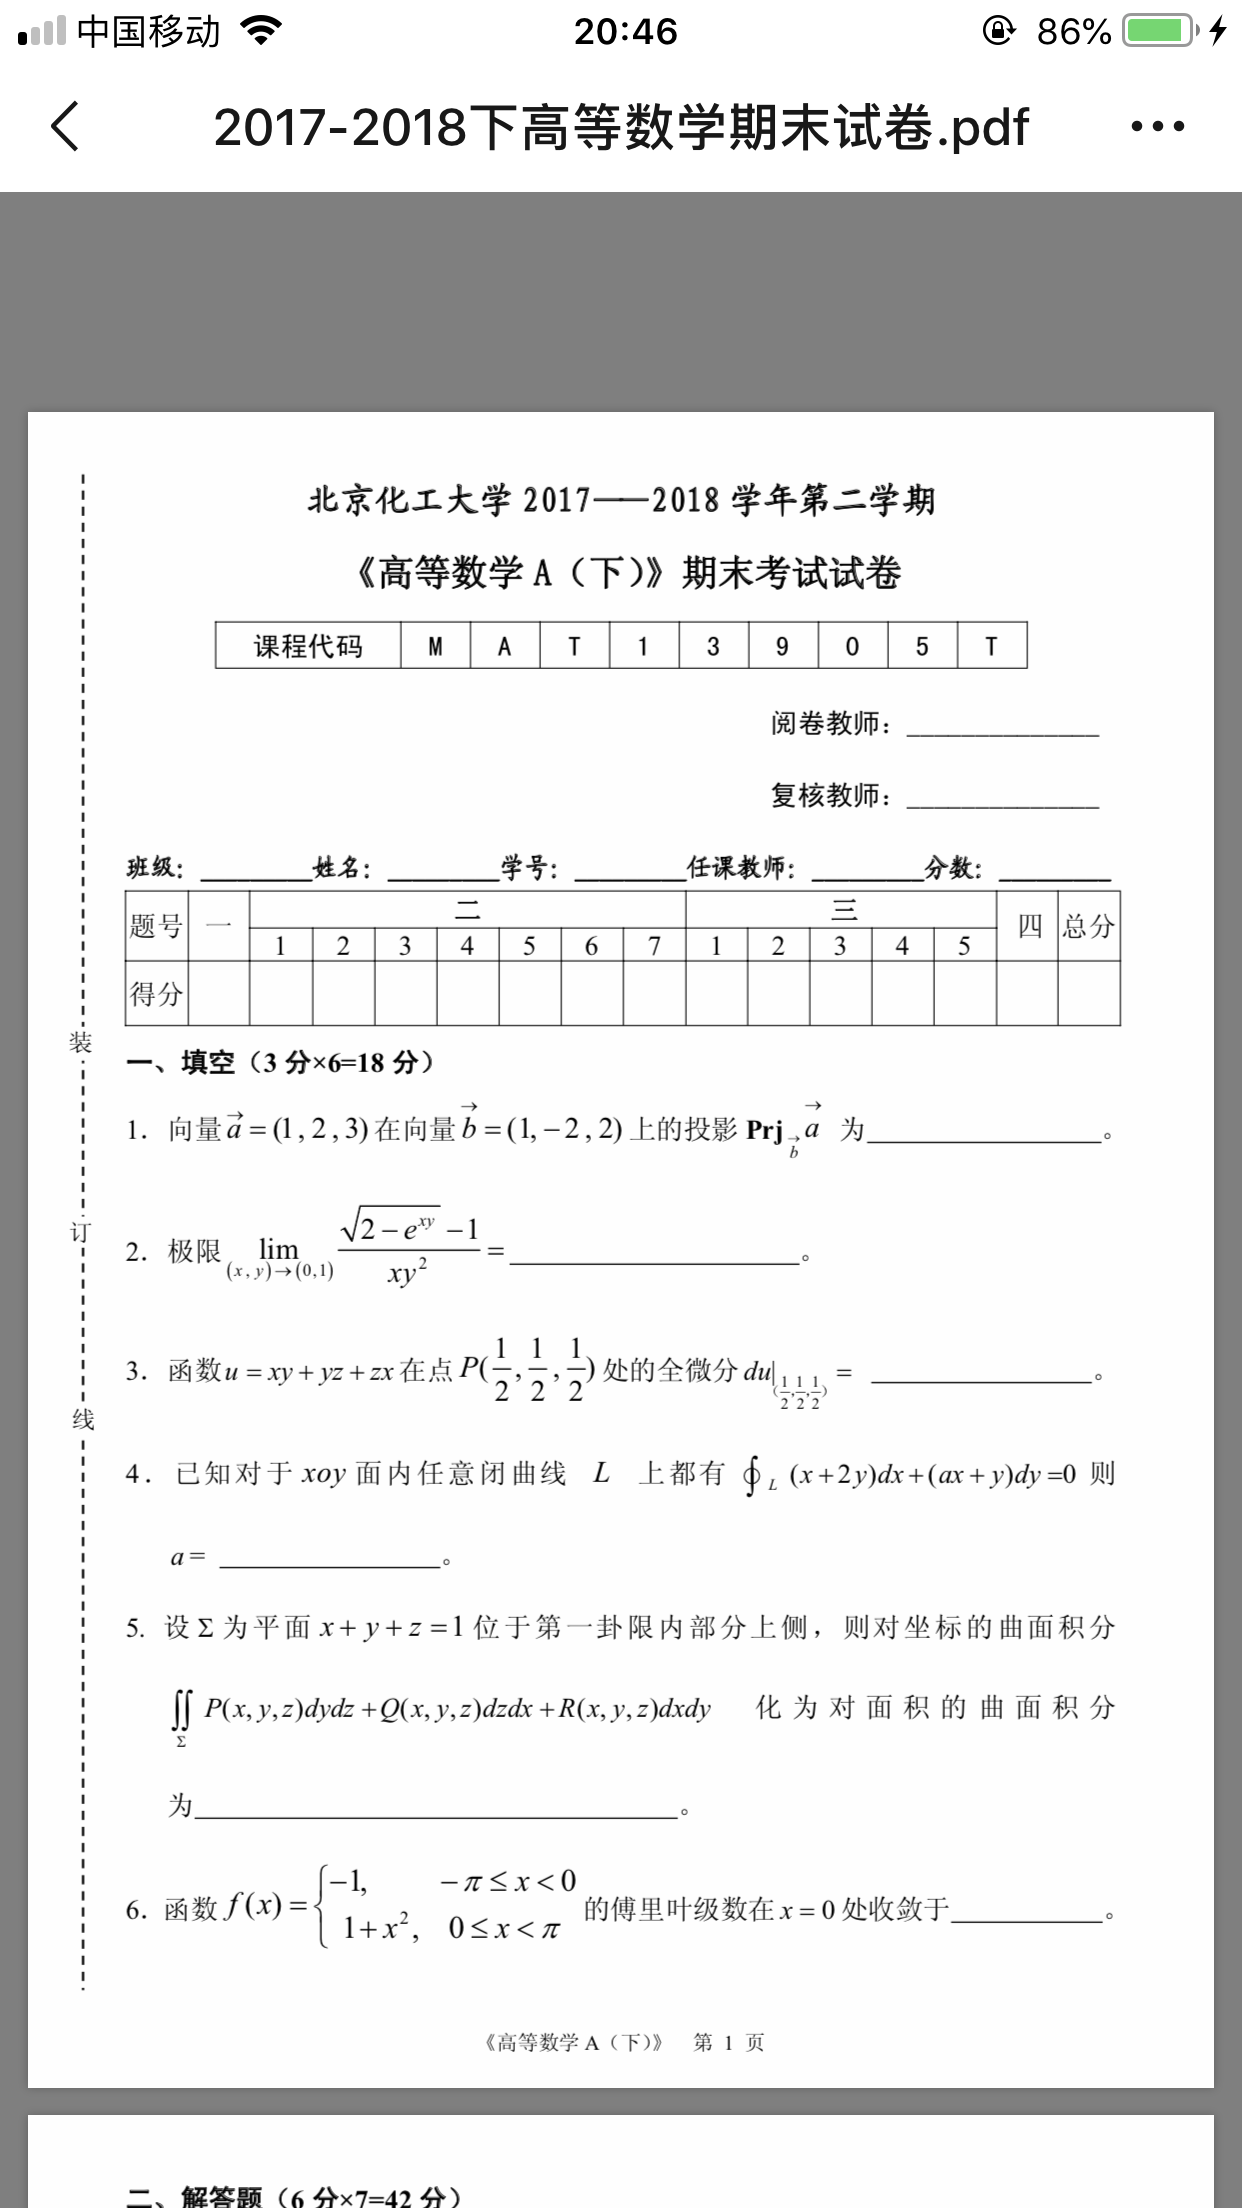 中国移动 20:46 86%
2017-2018下高等数学期末试卷.pdf
北京化工大学 2017——2018 学年第二学期
《高等数学 A（下）》期末考试试卷
课程代码 M A T 1 3 9 0 5 T
阅卷教师：______________
复核教师：______________
班级：________姓名：________学号：________任课教师：________分数：________
题号 一 二 三 四 总分
1 2 3 4 5 6 7 1 2 3 4 5
得分
一、填空（3 分×6=18 分）
1．向量 $\vec{a}=(1,2,3)$ 在向量 $\vec{b}=(1,-2,2)$ 上的投影 $\mathbf{Prj}_{\vec{b}}\vec{a}$ 为________________。
2．极限 $\lim_{(x,y)\to(0,1)}\frac{\sqrt{2-e^{xy}}-1}{xy^2}=$ ____________________。
3．函数 $u=xy+yz+zx$ 在点 $P(\frac{1}{2},\frac{1}{2},\frac{1}{2})$ 处的全微分 $du|_{(\frac{1}{2},\frac{1}{2},\frac{1}{2})}=$ ________________。
4．已知对于 $xoy$ 面内任意闭曲线 $L$ 上都有 $\oint_L (x+2y)dx+(ax+y)dy=0$ 则
$a=$ ________________。
5. 设 Σ 为平面 $x+y+z=1$ 位于第一卦限内部分上侧，则对坐标的曲面积分
$\iint_{\Sigma} P(x,y,z)dydz+Q(x,y,z)dzdx+R(x,y,z)dxdy$ 化为对面积的曲面积分
为________________________________。
6．函数 $f(x)=\begin{cases}-1, & -\pi\le x<0\\ 1+x^2, & 0\le x<\pi\end{cases}$ 的傅里叶级数在 $x=0$ 处收敛于___________。
装
订
线
《高等数学 A（下）》 第 1 页
二、解答题（6 分×7=42 分）